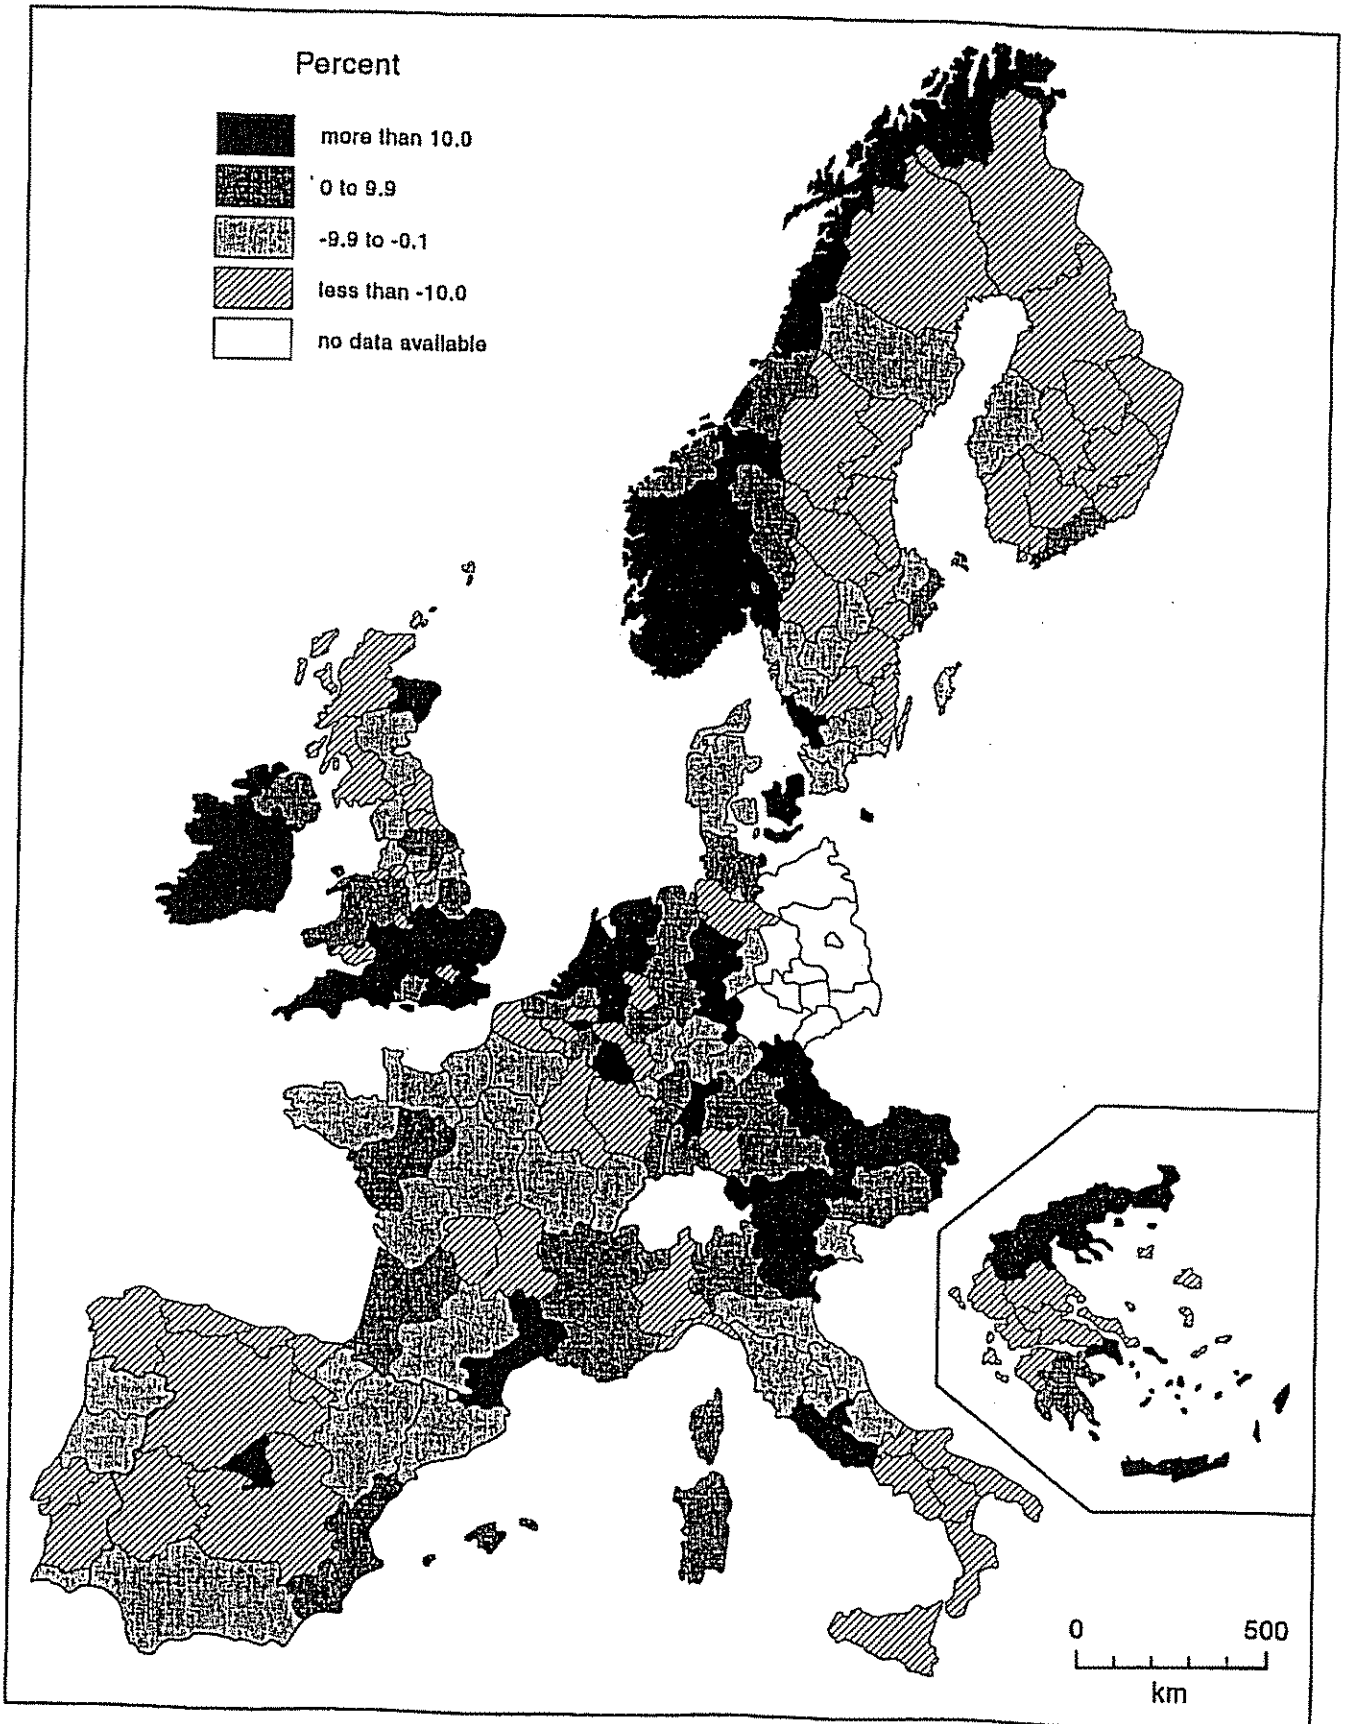 Percent
more than 10.0
0 to 9.9
-9.9 to -0.1
less than -10.0
no data available
0 500
km